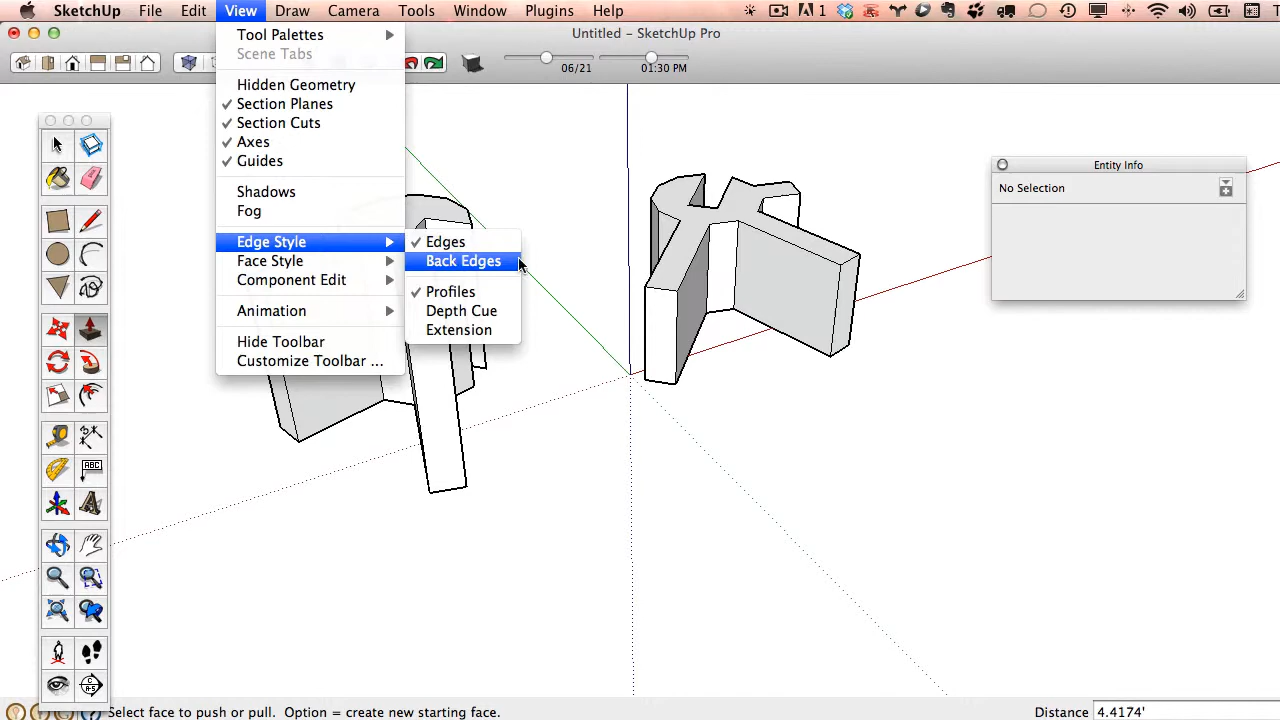 SketchUp File Edit View Draw Camera Tools Window Plugins Help
1
Untitled – SketchUp Pro
06/21
01:30 PM
Tool Palettes
Scene Tabs
Hidden Geometry
Section Planes
Section Cuts
Axes
Guides
Shadows
Fog
Edge Style
Face Style
Component Edit
Animation
Hide Toolbar
Customize Toolbar ...
Edges
Back Edges
Profiles
Depth Cue
Extension
Entity Info
No Selection
ABC
Select face to push or pull. Option = create new starting face.
Distance 4.4174'